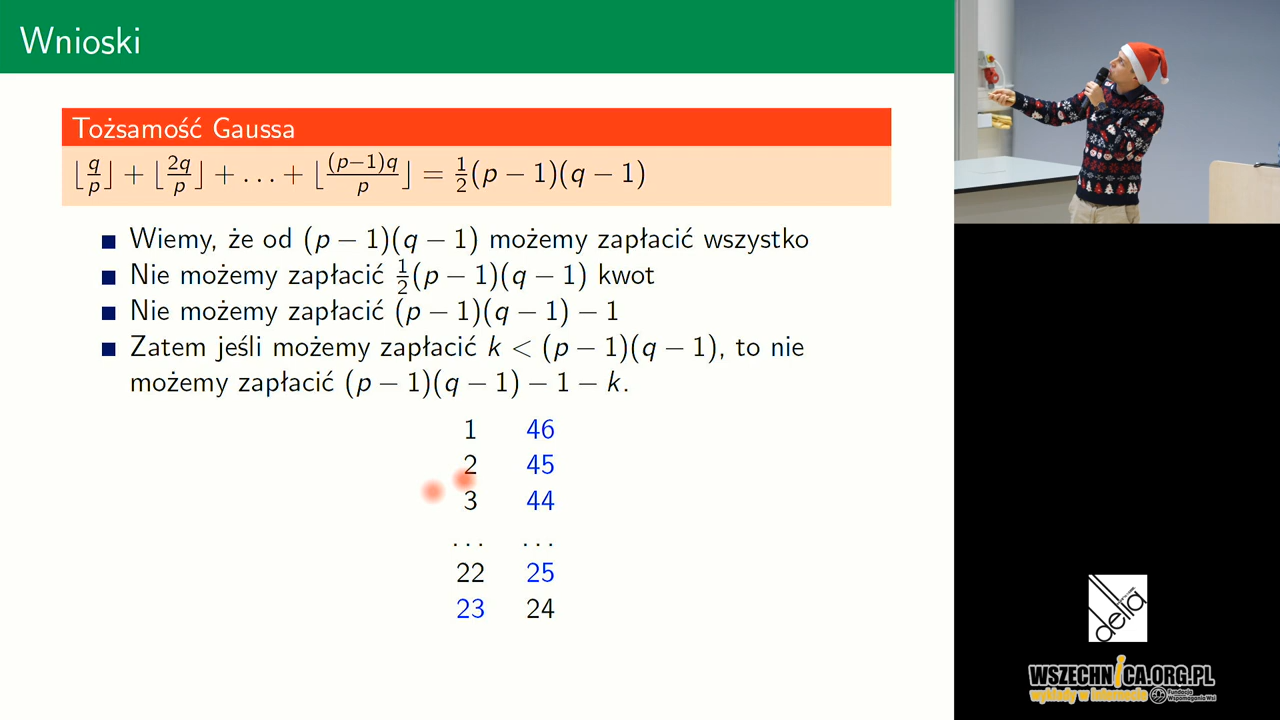 Wnioski
Tożsamość Gaussa
⌊q/p⌋ + ⌊2q/p⌋ + … + ⌊(p−1)q/p⌋ = 1/2(p − 1)(q − 1)
Wiemy, że od (p − 1)(q − 1) możemy zapłacić wszystko
Nie możemy zapłacić 1/2(p − 1)(q − 1) kwot
Nie możemy zapłacić (p − 1)(q − 1) − 1
Zatem jeśli możemy zapłacić k < (p − 1)(q − 1), to nie
możemy zapłacić (p − 1)(q − 1) − 1 − k.
1 46
2 45
3 44
… …
22 25
23 24
delta
WSZECHNICA.ORG.PL
wykłady w internecie
Fundacja
Wspomagania Wsi